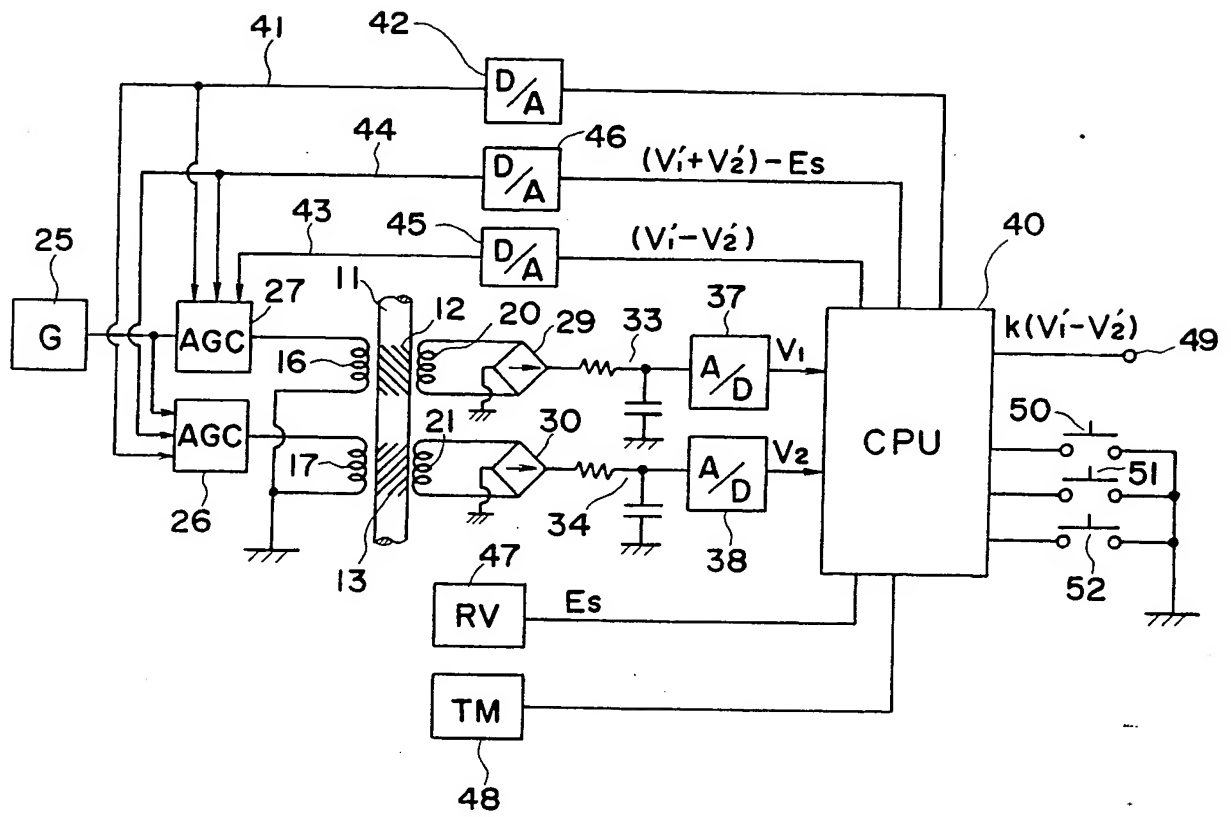 41
42
D/A
44
46
D/A
(V₁'+V₂')-Es
43
45
D/A
(V₁'-V₂')
40
25
G
27
AGC
11
12
20
29
33
37
A/D
V₁
k(V₁'-V₂')
49
16
CPU
50
AGC
26
17
21
30
34
A/D
38
V₂
51
52
13
47
RV
Es
TM
48